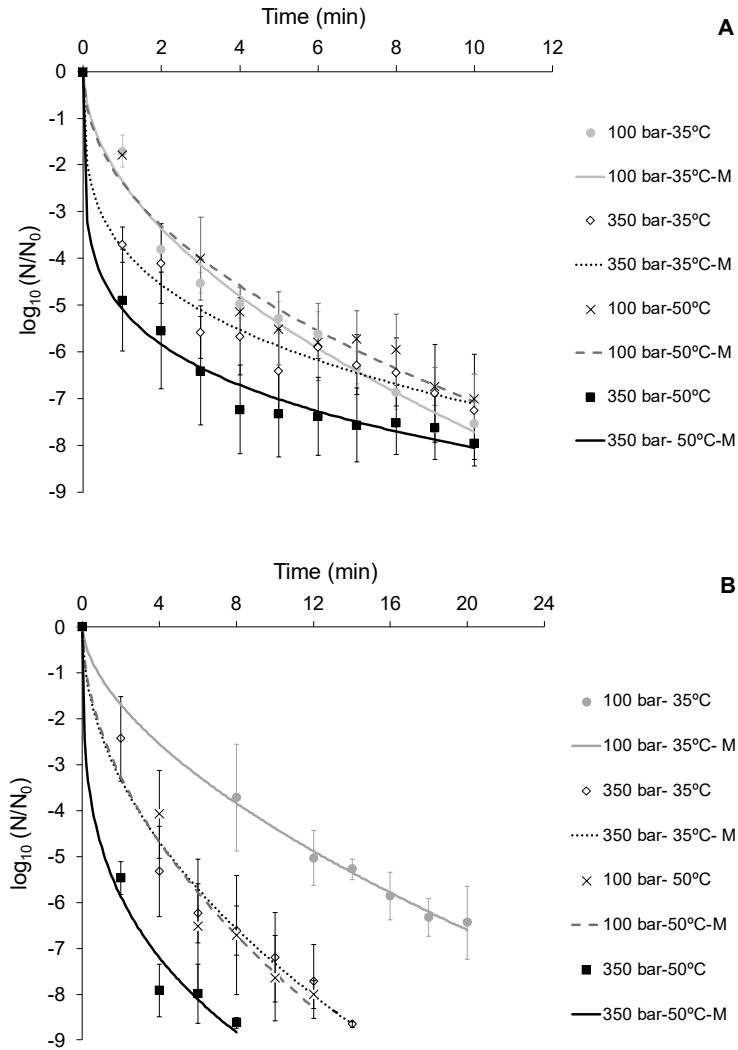 Time (min)
A
0 2 4 6 8 10 12
0
-1
-2
-3
-4
-5
-6
-7
-8
-9
log10 (N/N0)
100 bar-35ºC
100 bar-35ºC-M
350 bar-35ºC
350 bar-35ºC-M
100 bar-50ºC
100 bar-50ºC-M
350 bar-50ºC
350 bar- 50ºC-M
Time (min)
B
0 4 8 12 16 20 24
0
-1
-2
-3
-4
-5
-6
-7
-8
-9
log10 (N/N0)
100 bar- 35ºC
100 bar- 35ºC- M
350 bar- 35ºC
350 bar- 35ºC- M
100 bar- 50ºC
100 bar-50ºC-M
350 bar-50ºC
350 bar-50ºC-M